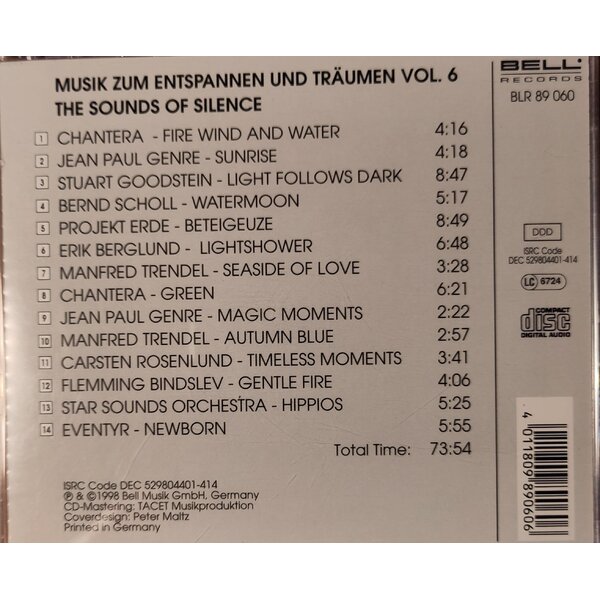 MUSIK ZUM ENTSPANNEN UND TRÄUMEN VOL. 6
THE SOUNDS OF SILENCE
1 CHANTERA - FIRE WIND AND WATER 4:16
2 JEAN PAUL GENRE - SUNRISE 4:18
3 STUART GOODSTEIN - LIGHT FOLLOWS DARK 8:47
4 BERND SCHOLL - WATERMOON 5:17
5 PROJEKT ERDE - BETEIGEUZE 8:49
6 ERIK BERGLUND - LIGHTSHOWER 6:48
7 MANFRED TRENDEL - SEASIDE OF LOVE 3:28
8 CHANTERA - GREEN 6:21
9 JEAN PAUL GENRE - MAGIC MOMENTS 2:22
10 MANFRED TRENDEL - AUTUMN BLUE 2:57
11 CARSTEN ROSENLUND - TIMELESS MOMENTS 3:41
12 FLEMMING BINDSLEV - GENTLE FIRE 4:06
13 STAR SOUNDS ORCHESTRA - HIPPIOS 5:25
14 EVENTYR - NEWBORN 5:55
Total Time: 73:54
ISRC Code DEC 529804401-414
℗ & ©1998 Bell Musik GmbH, Germany
CD-Mastering: TACET Musikproduktion
Coverdesign: Peter Maltz
Printed in Germany
BELL.
RECORDS
BLR 89 060
DDD
ISRC Code
DEC 529804401-414
LC 6724
COMPACT
disc
DIGITAL AUDIO
4 011809 890606